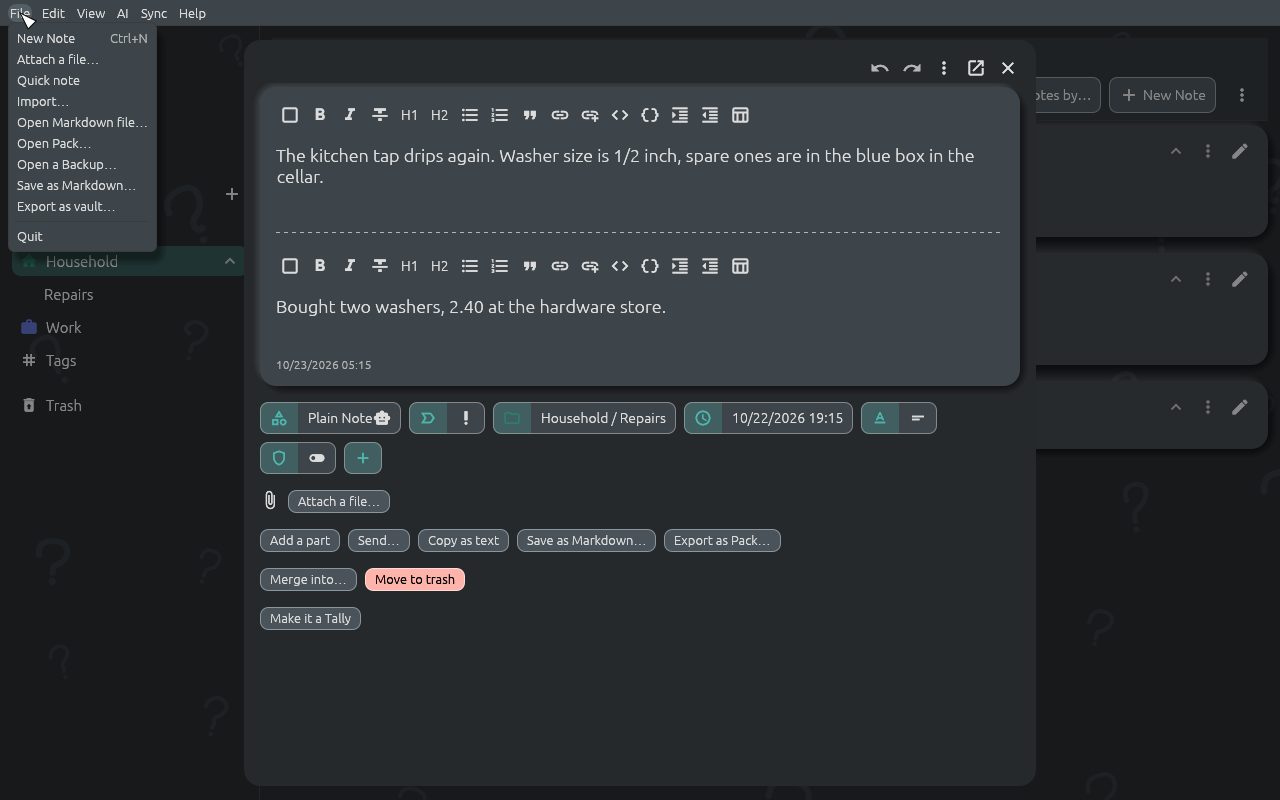 File Edit View AI Sync Help
New Note Ctrl+N
Attach a file...
Quick note
Import...
Open Markdown file...
Open Pack...
Open a Backup...
Save as Markdown...
Export as vault...
Quit
Household
Repairs
Work
Tags
Trash
B I H1 H2
The kitchen tap drips again. Washer size is 1/2 inch, spare ones are in the blue box in the
cellar.
B I H1 H2
Bought two washers, 2.40 at the hardware store.
10/23/2026 05:15
Plain Note
Household / Repairs
10/22/2026 19:15
Attach a file...
Add a part
Send...
Copy as text
Save as Markdown...
Export as Pack...
Merge into...
Move to trash
Make it a Tally
by...
New Note